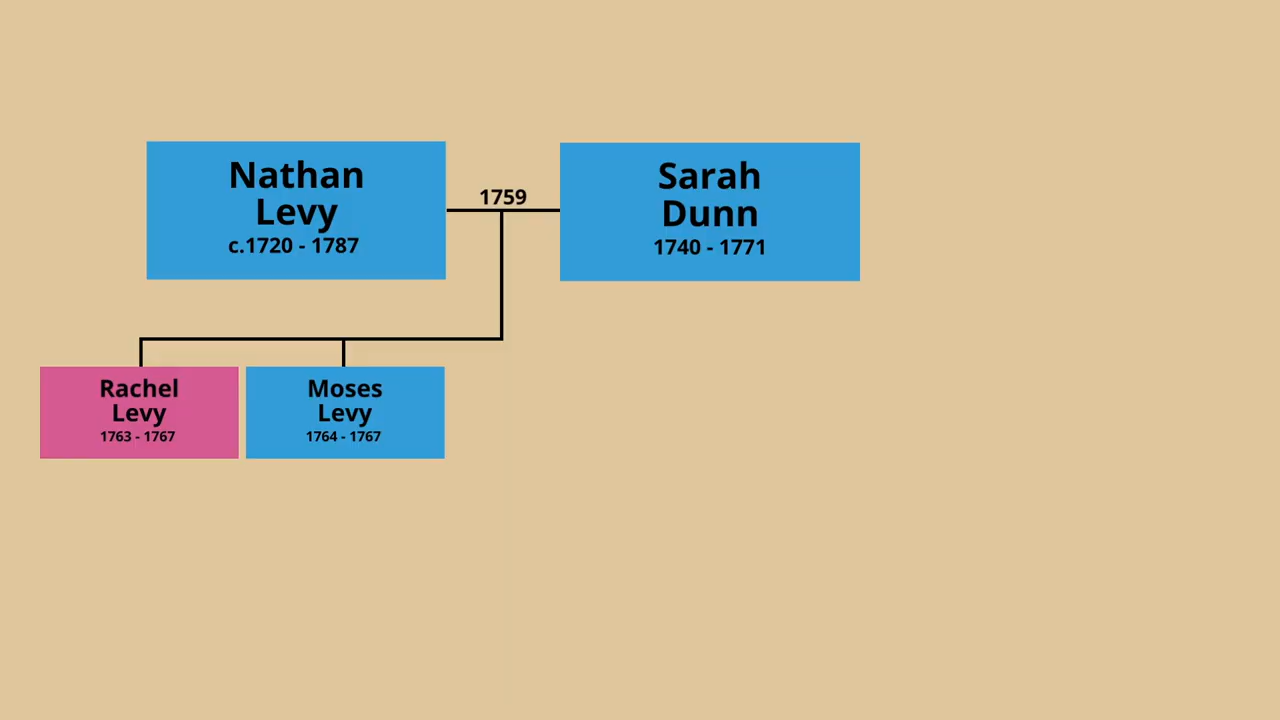 Nathan
Levy
c.1720 - 1787
1759
Sarah
Dunn
1740 - 1771
Rachel
Levy
1763 - 1767
Moses
Levy
1764 - 1767